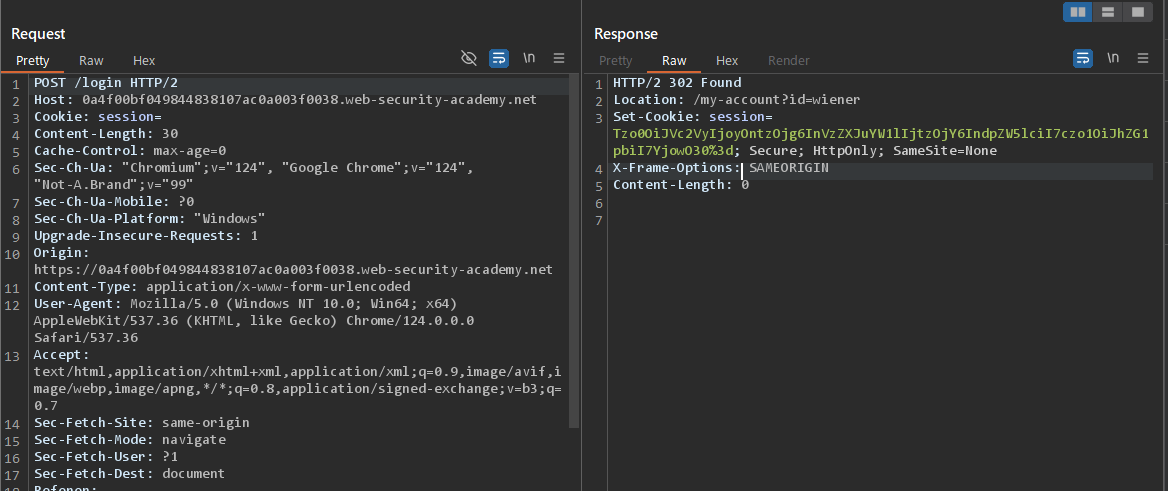 Request
Pretty Raw Hex \n
1 POST /login HTTP/2
2 Host: 0a4f00bf049844838107ac0a003f0038.web-security-academy.net
3 Cookie: session=
4 Content-Length: 30
5 Cache-Control: max-age=0
6 Sec-Ch-Ua: "Chromium";v="124", "Google Chrome";v="124",
"Not-A.Brand";v="99"
7 Sec-Ch-Ua-Mobile: ?0
8 Sec-Ch-Ua-Platform: "Windows"
9 Upgrade-Insecure-Requests: 1
10 Origin:
https://0a4f00bf049844838107ac0a003f0038.web-security-academy.net
11 Content-Type: application/x-www-form-urlencoded
12 User-Agent: Mozilla/5.0 (Windows NT 10.0; Win64; x64)
AppleWebKit/537.36 (KHTML, like Gecko) Chrome/124.0.0.0
Safari/537.36
13 Accept:
text/html,application/xhtml+xml,application/xml;q=0.9,image/avif,i
mage/webp,image/apng,*/*;q=0.8,application/signed-exchange;v=b3;q=
0.7
14 Sec-Fetch-Site: same-origin
15 Sec-Fetch-Mode: navigate
16 Sec-Fetch-User: ?1
17 Sec-Fetch-Dest: document
Response
Pretty Raw Hex Render \n
1 HTTP/2 302 Found
2 Location: /my-account?id=wiener
3 Set-Cookie: session=
Tzo0OiJVc2VyIjoyOntzOjg6InVzZXJuYW1lIjtzOjY6IndpZW5lciI7czo1OiJhZG1
pbiI7YjowO30%3d; Secure; HttpOnly; SameSite=None
4 X-Frame-Options: SAMEORIGIN
5 Content-Length: 0
6
7